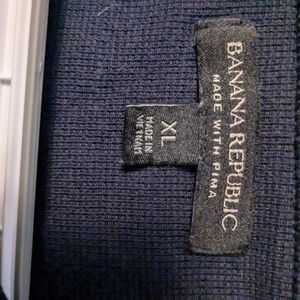 BANANA REPUBLIC
MADE WITH PIMA
XL
MADE IN
VIETNAM